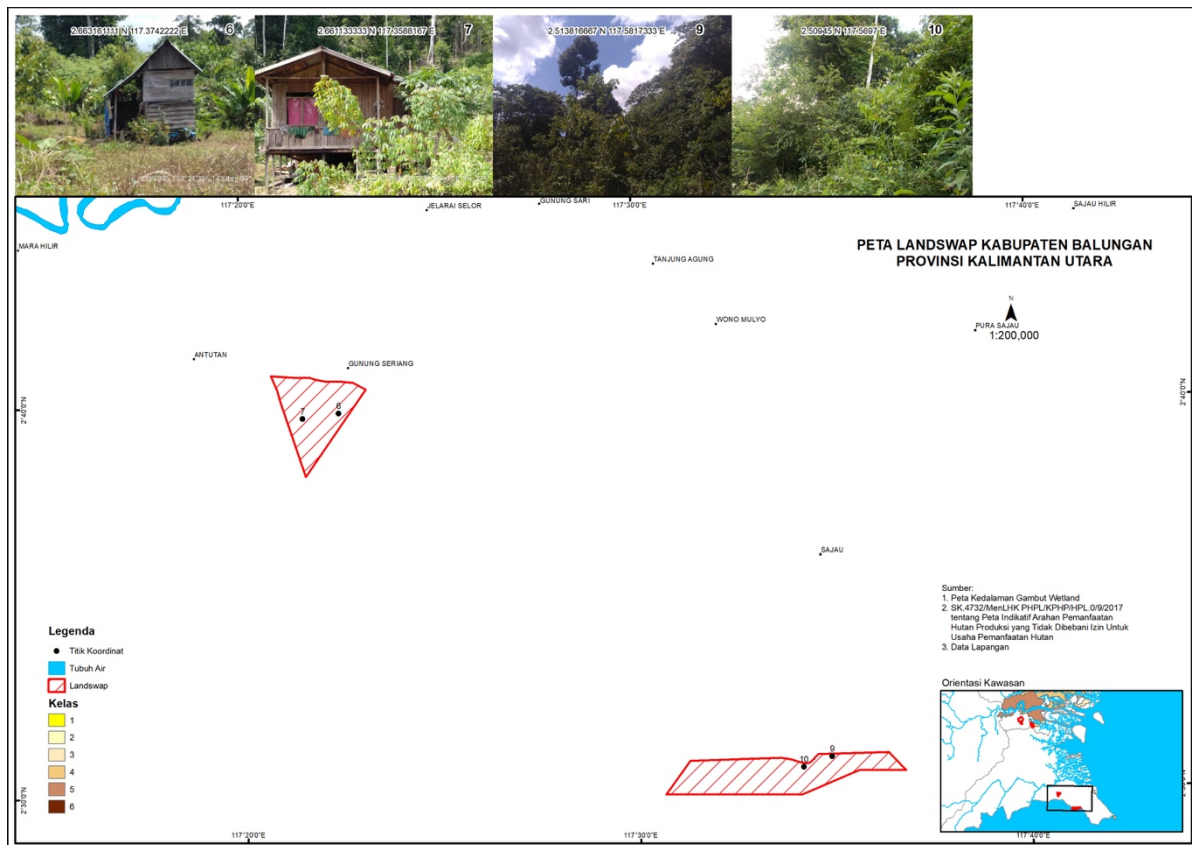 2.663161111 N 117.3742222 E
6
2.661133333 N 117.3588187 E
7
2.513816667 N 117.5817333 E
9
2.50945 N 117.5697 E
10
117°20'0"E
117°30'0"E
117°40'0"E
JELARAI SELOR
GUNUNG SARI
SAJAU HILIR
MARA HILIR
TANJUNG AGUNG
PETA LANDSWAP KABUPATEN BALUNGAN
PROVINSI KALIMANTAN UTARA
N
1:200,000
WONO MULYO
PURA SAJAU
ANTUTAN
GUNUNG SERIANG
2°40'0"N
2°40'0"N
7
6
SAJAU
Sumber:
1. Peta Kedalaman Gambut Wetland
2. SK.4732/MenLHK PHPL/KPHP/HPL.0/9/2017
tentang Peta Indikatif Arahan Pemanfaatan
Hutan Produksi yang Tidak Dibebani Izin Untuk
Usaha Pemanfaatan Hutan
3. Data Lapangan
Orientasi Kawasan
Legenda
Titik Koordinat
Tubuh Air
Landswap
Kelas
1
2
3
4
5
6
9
10
2°30'0"N
117°20'0"E
117°30'0"E
117°40'0"E